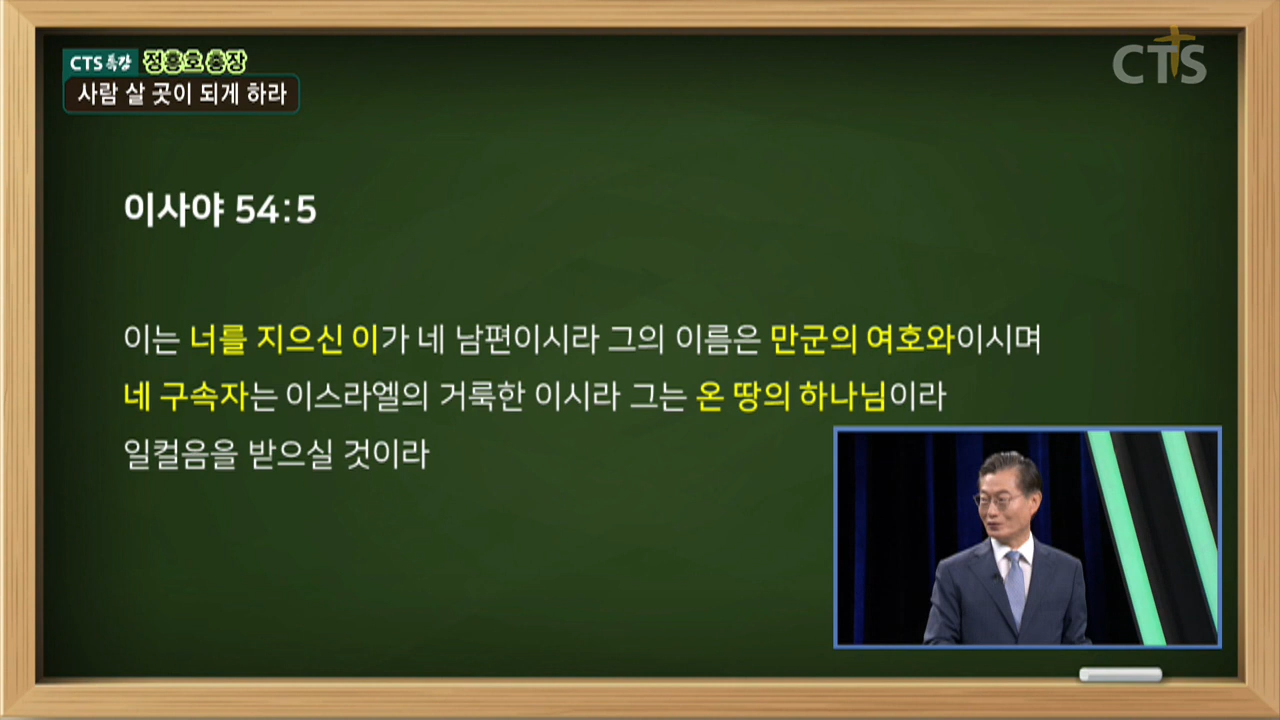 CTS특강 정흥호 총장
사람 살 곳이 되게 하라
CTS
이사야 54:5
이는 너를 지으신 이가 네 남편이시라 그의 이름은 만군의 여호와이시며
네 구속자는 이스라엘의 거룩한 이시라 그는 온 땅의 하나님이라
일컬음을 받으실 것이라